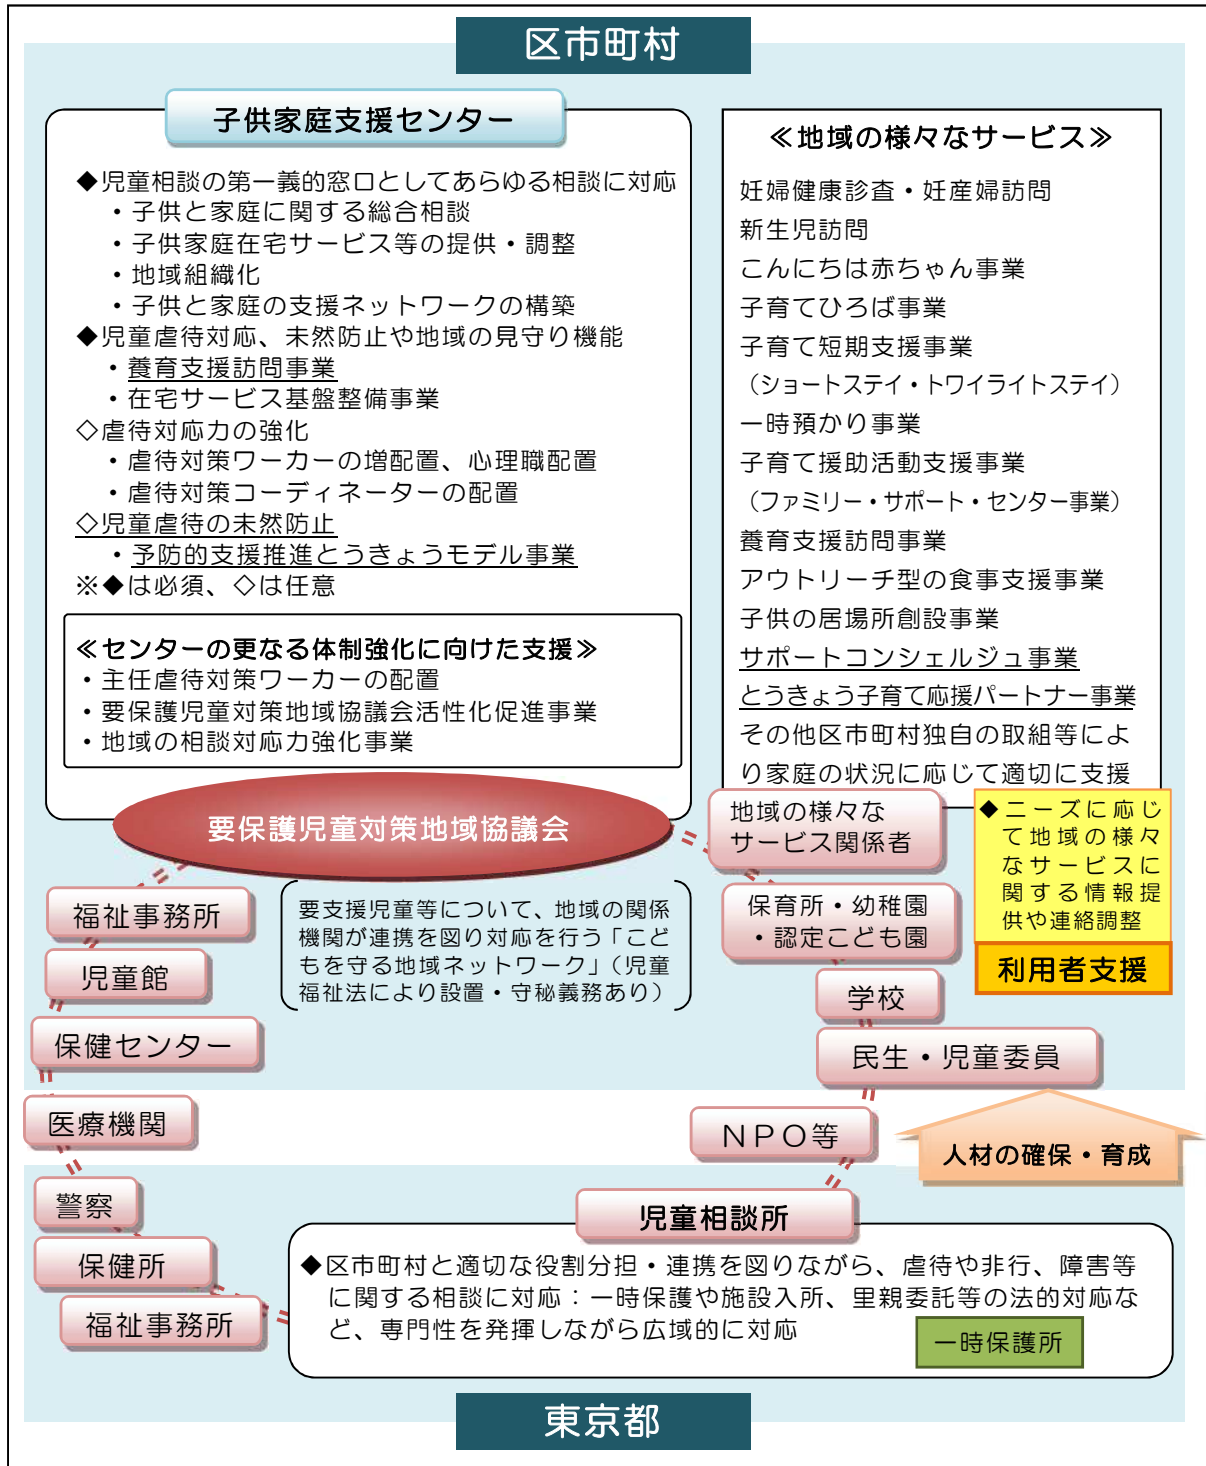 区市町村
子供家庭支援センター
◆児童相談の第一義的窓口としてあらゆる相談に対応
・子供と家庭に関する総合相談
・子供家庭在宅サービス等の提供・調整
・地域組織化
・子供と家庭の支援ネットワークの構築
◆児童虐待対応、未然防止や地域の見守り機能
・養育支援訪問事業
・在宅サービス基盤整備事業
◇虐待対応力の強化
・虐待対策ワーカーの増配置、心理職配置
・虐待対策コーディネーターの配置
◇児童虐待の未然防止
・予防的支援推進とうきょうモデル事業
※◆は必須、◇は任意
≪センターの更なる体制強化に向けた支援≫
・主任虐待対策ワーカーの配置
・要保護児童対策地域協議会活性化促進事業
・地域の相談対応力強化事業
≪地域の様々なサービス≫
妊婦健康診査・妊産婦訪問
新生児訪問
こんにちは赤ちゃん事業
子育てひろば事業
子育て短期支援事業
（ショートステイ・トワイライトステイ）
一時預かり事業
子育て援助活動支援事業
（ファミリー・サポート・センター事業）
養育支援訪問事業
アウトリーチ型の食事支援事業
子供の居場所創設事業
サポートコンシェルジュ事業
とうきょう子育て応援パートナー事業
その他区市町村独自の取組等によ
り家庭の状況に応じて適切に支援
要保護児童対策地域協議会
要支援児童等について、地域の関係
機関が連携を図り対応を行う「こど
もを守る地域ネットワーク」（児童
福祉法により設置・守秘義務あり）
地域の様々な
サービス関係者
保育所・幼稚園
・認定こども園
学校
民生・児童委員
NPO等
◆ニーズに応じ
て地域の様々
なサービスに
関する情報提
供や連絡調整
利用者支援
人材の確保・育成
福祉事務所
児童館
保健センター
医療機関
警察
保健所
福祉事務所
児童相談所
◆区市町村と適切な役割分担・連携を図りながら、虐待や非行、障害等
に関する相談に対応：一時保護や施設入所、里親委託等の法的対応な
ど、専門性を発揮しながら広域的に対応
一時保護所
東京都